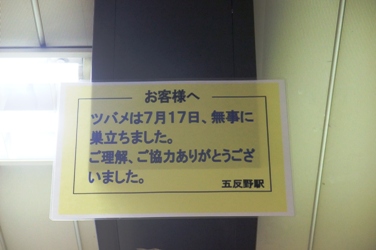 お客様へ
ツバメは7月17日、無事に
巣立ちました。
ご理解、ご協力ありがとうござ
いました。
五反野駅